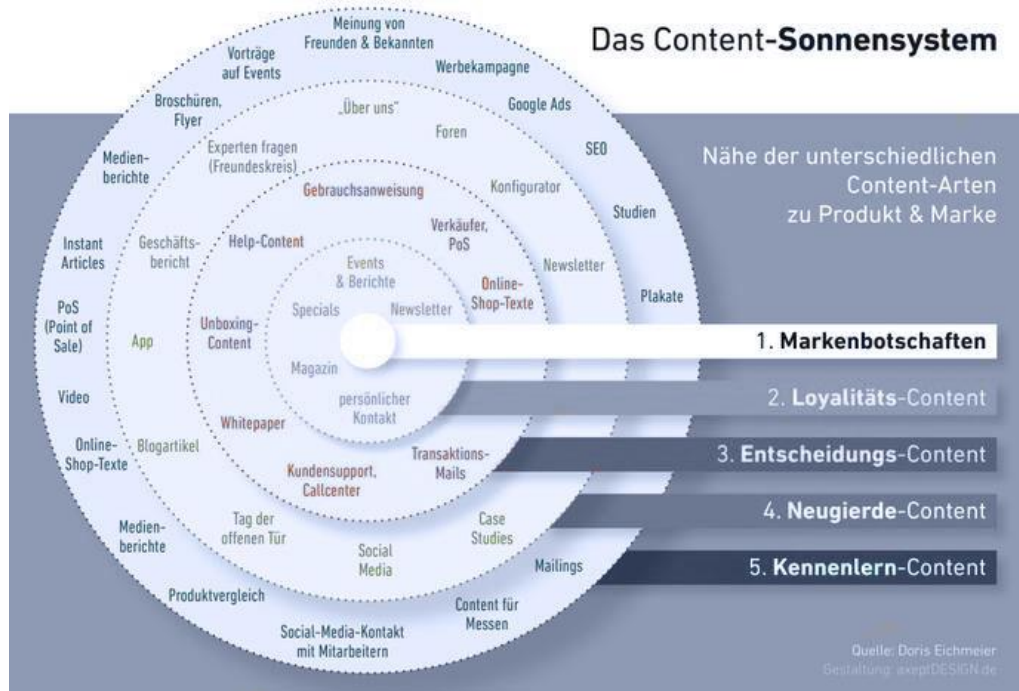 Das Content-Sonnensystem
Nähe der unterschiedlichen
Content-Arten
zu Produkt & Marke
Meinung von
Freunden & Bekannten
Werbekampagne
Google Ads
SEO
Studien
Plakate
Vorträge
auf Events
Broschüren,
Flyer
Medien-
berichte
Instant
Articles
PoS
(Point of
Sale)
Video
Online-
Shop-Texte
Medien-
berichte
Produktvergleich
Social-Media-Kontakt
mit Mitarbeitern
Content für
Messen
Mailings
„Über uns"
Foren
Konfigurator
Newsletter
Experten fragen
(Freundeskreis)
Geschäfts-
bericht
App
Blogartikel
Tag der
offenen Tür
Social
Media
Case
Studies
Gebrauchsanweisung
Verkäufer,
PoS
Online-
Shop-Texte
Help-Content
Unboxing-
Content
Whitepaper
Kundensupport,
Callcenter
Transaktions-
Mails
Events
& Berichte
Specials
Newsletter
Magazin
persönlicher
Kontakt
1. Markenbotschaften
2. Loyalitäts-Content
3. Entscheidungs-Content
4. Neugierde-Content
5. Kennenlern-Content
Quelle: Doris Eichmeier
Gestaltung: axeptDESIGN.de